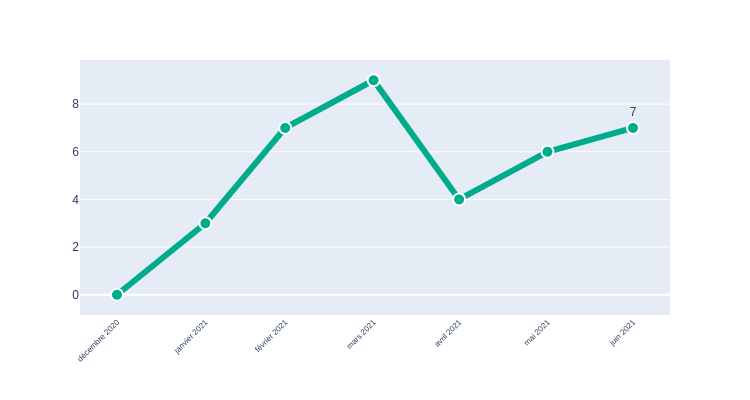 8
6
4
2
0
7
décembre 2020
janvier 2021
février 2021
mars 2021
avril 2021
mai 2021
juin 2021